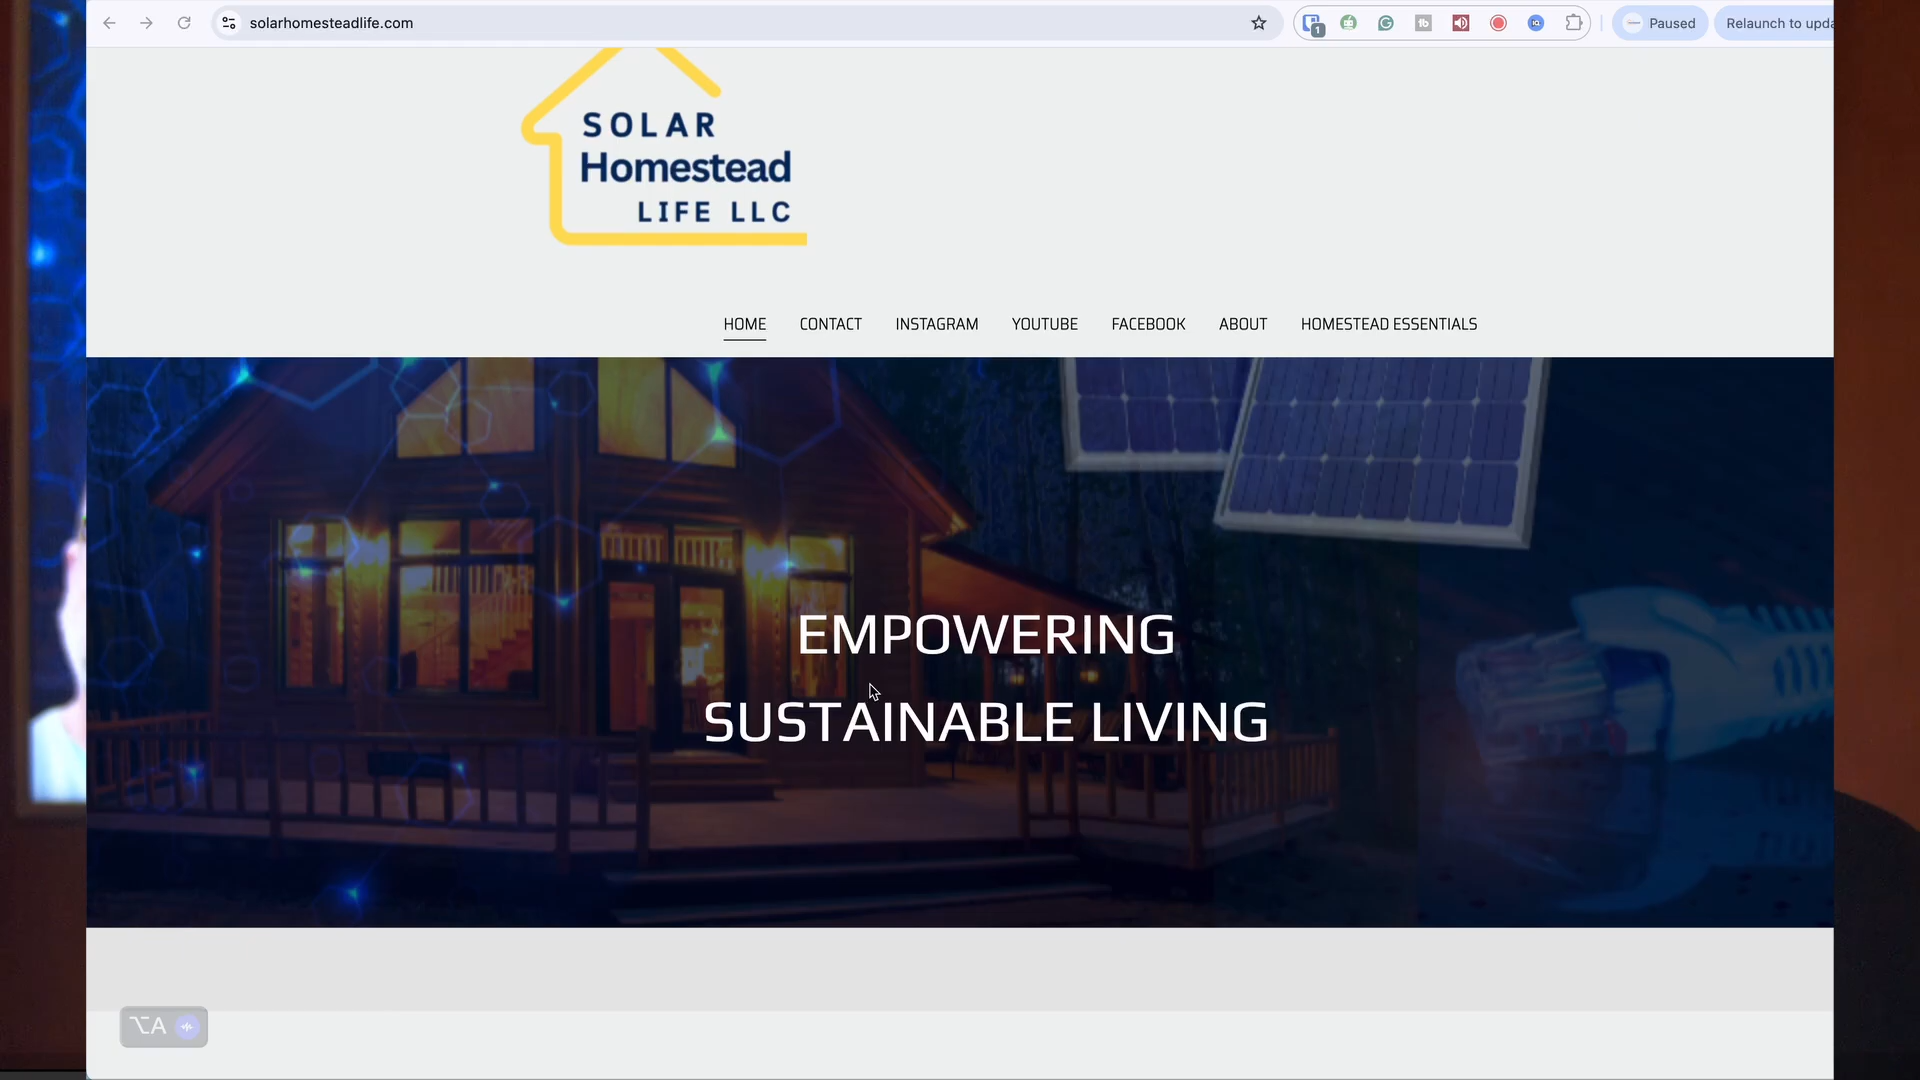 solarhomesteadlife.com
1
Paused
Relaunch to upda
SOLAR
Homestead
LIFE LLC
HOME CONTACT INSTAGRAM YOUTUBE FACEBOOK ABOUT HOMESTEAD ESSENTIALS
EMPOWERING
SUSTAINABLE LIVING
⌥A